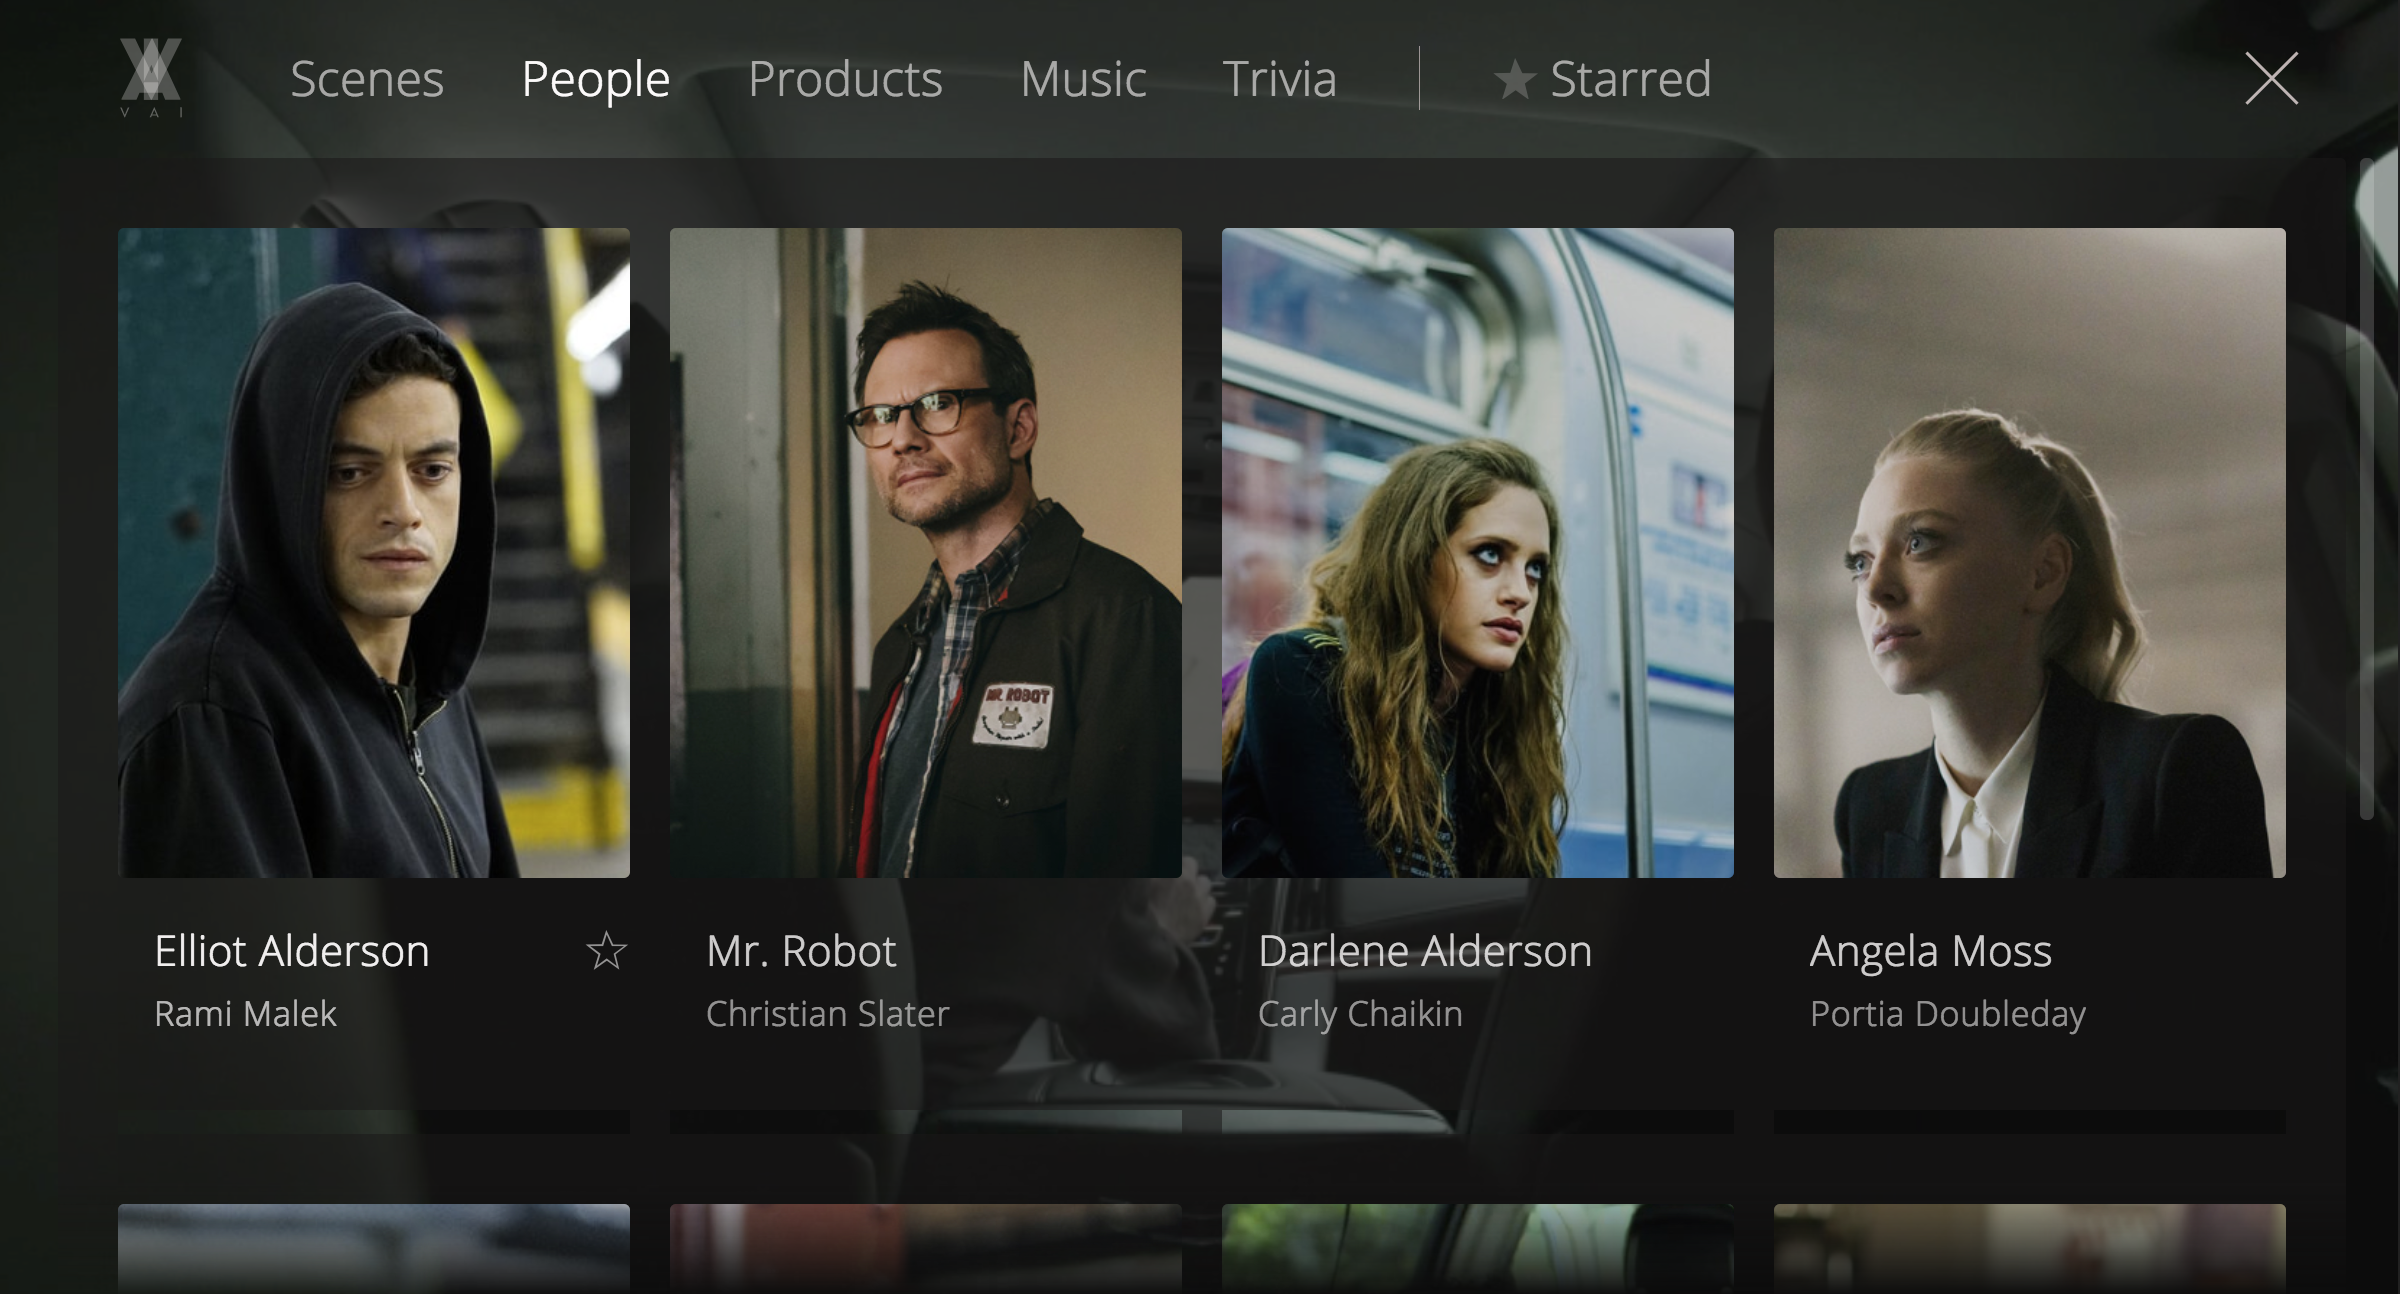 VAI
Scenes
People
Products
Music
Trivia
Starred
MR. ROBOT
Elliot Alderson
Rami Malek
Mr. Robot
Christian Slater
Darlene Alderson
Carly Chaikin
Angela Moss
Portia Doubleday